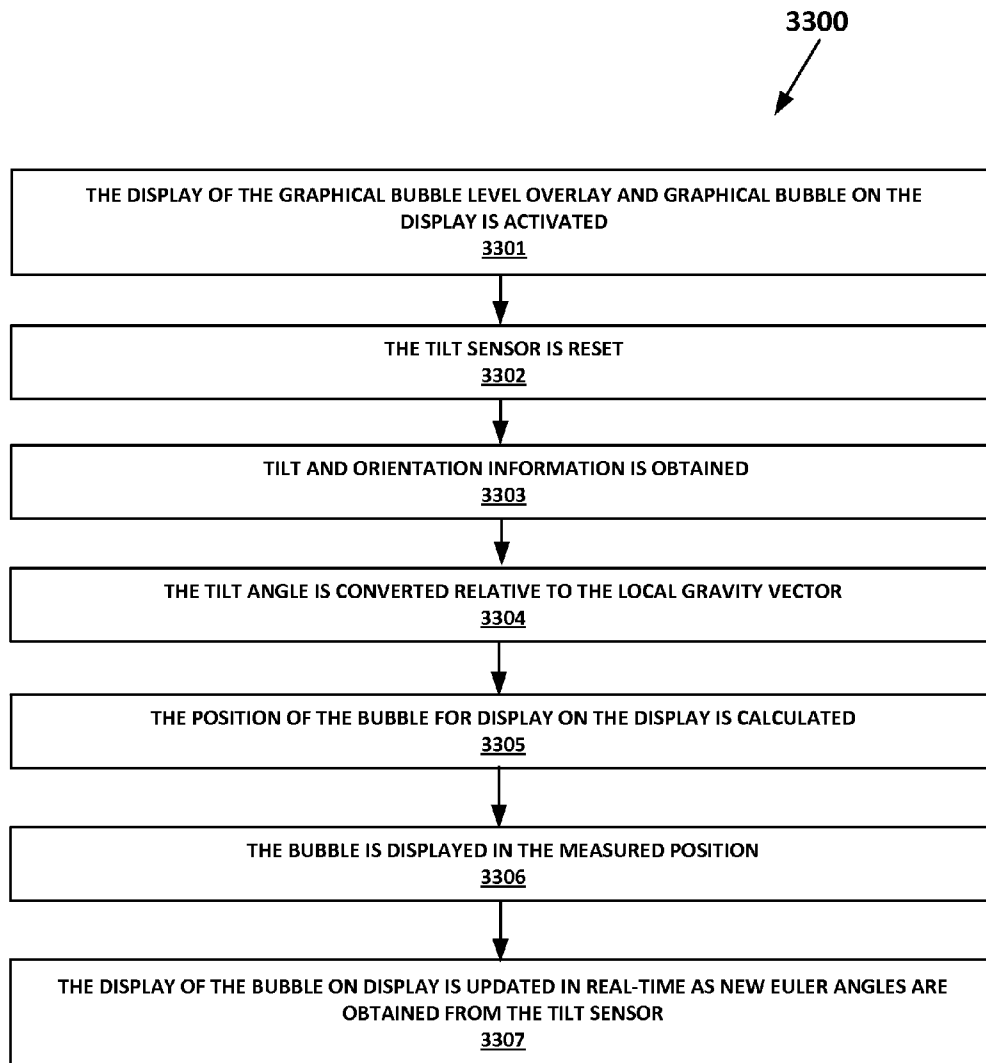 3300
THE DISPLAY OF THE GRAPHICAL BUBBLE LEVEL OVERLAY AND GRAPHICAL BUBBLE ON THE
DISPLAY IS ACTIVATED
3301
THE TILT SENSOR IS RESET
3302
TILT AND ORIENTATION INFORMATION IS OBTAINED
3303
THE TILT ANGLE IS CONVERTED RELATIVE TO THE LOCAL GRAVITY VECTOR
3304
THE POSITION OF THE BUBBLE FOR DISPLAY ON THE DISPLAY IS CALCULATED
3305
THE BUBBLE IS DISPLAYED IN THE MEASURED POSITION
3306
THE DISPLAY OF THE BUBBLE ON DISPLAY IS UPDATED IN REAL-TIME AS NEW EULER ANGLES ARE
OBTAINED FROM THE TILT SENSOR
3307